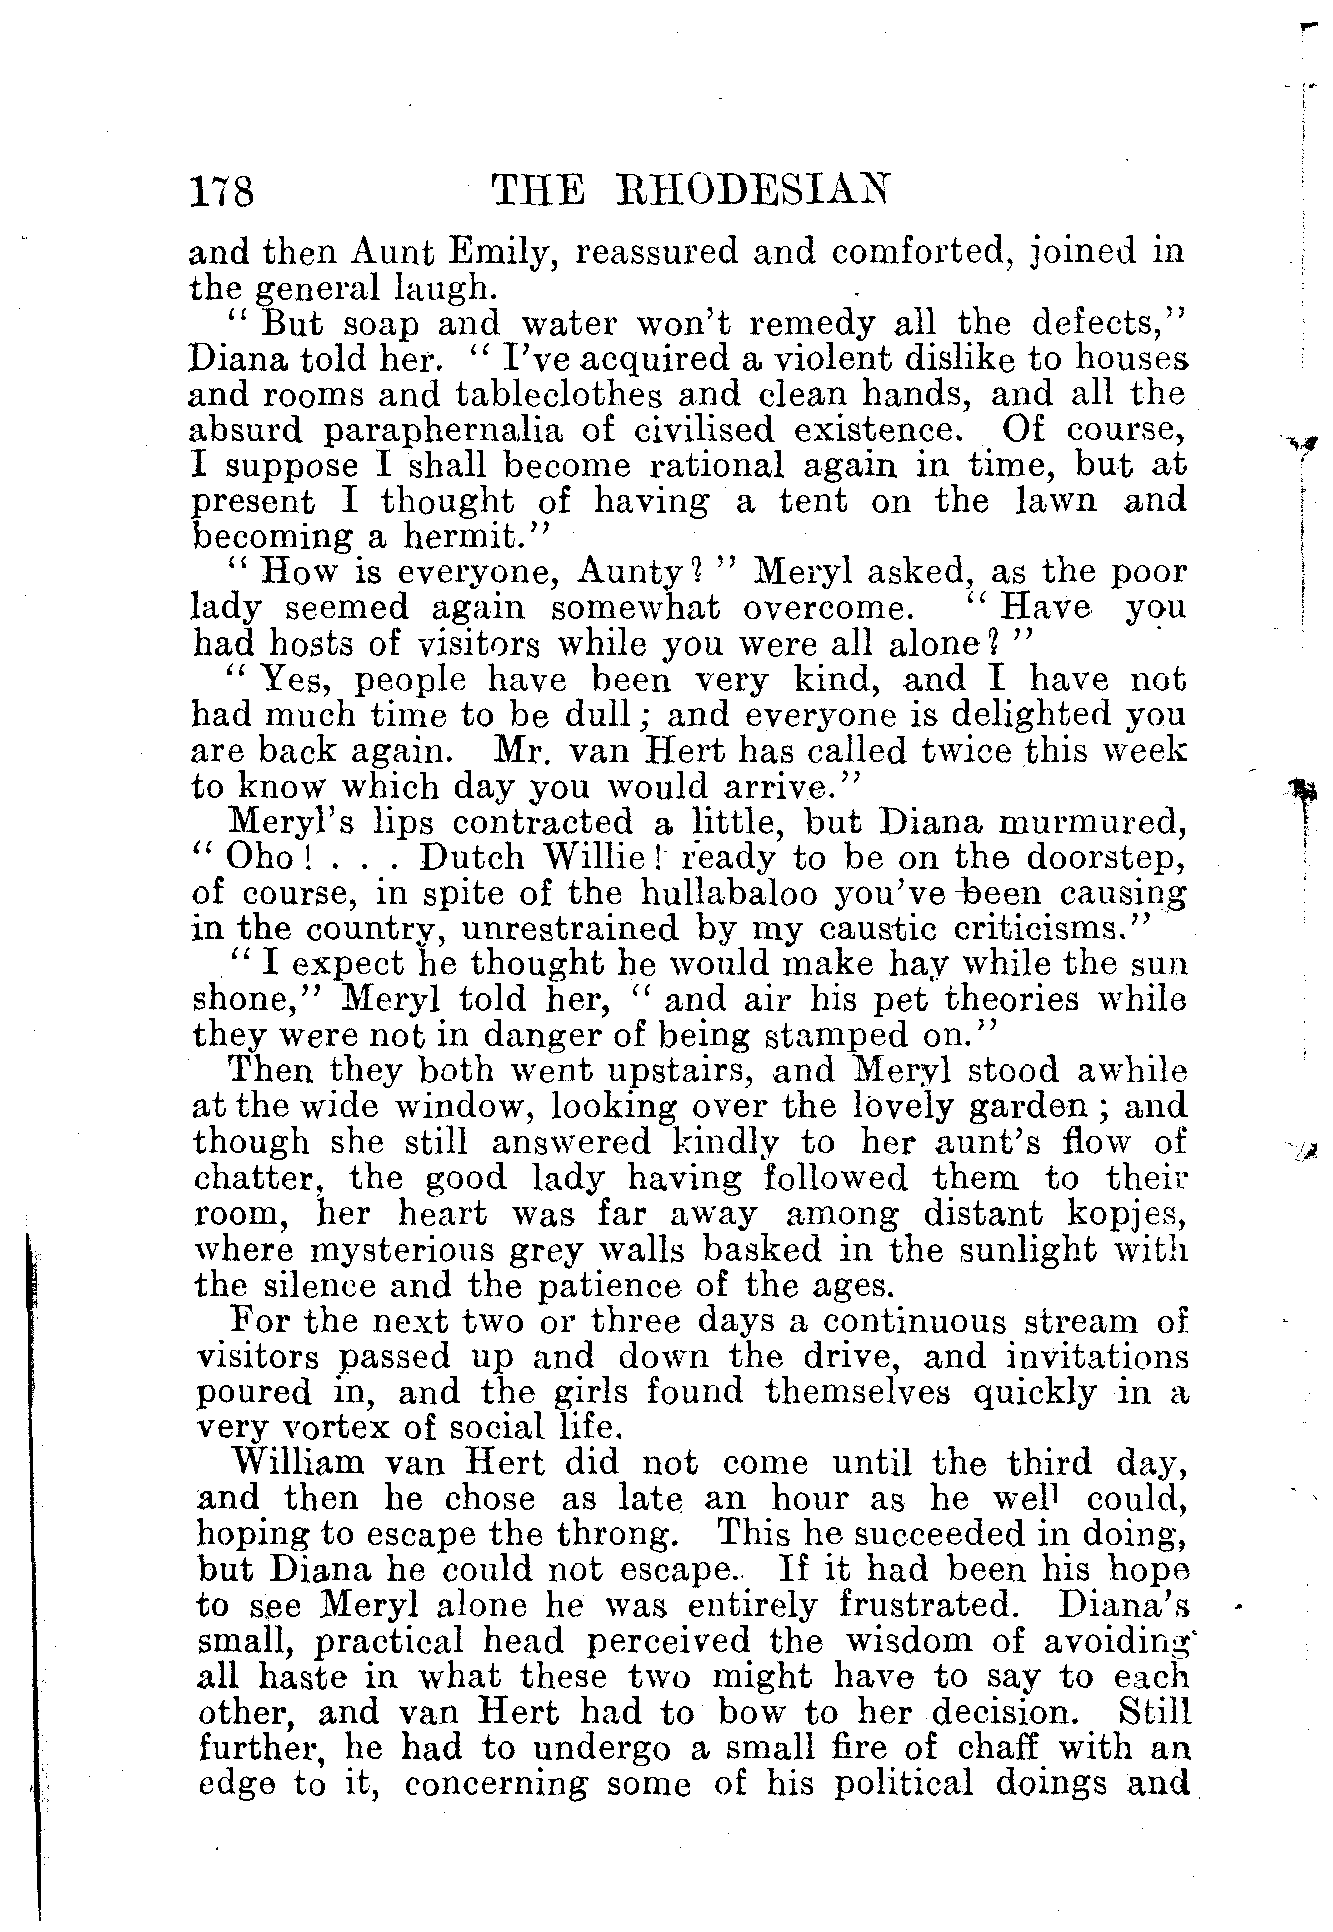 178 THE RHODESIAN
and then Aunt Emily, reassured and comforted, joined in
the general laugh.
“ But soap and water won’t remedy all the defects,”
Diana told her. “ I’ve acquired a violent dislike to houses
and rooms and tableclothes and clean hands, and all the
absurd paraphernalia of civilised existence. Of course,
I suppose I shall become rational again in time, but at
present I thought of having a tent on the lawn and
becoming a hermit.”
“ How is everyone, Aunty? ” Meryl asked, as the poor
lady seemed again somewhat overcome. “ Have you
had hosts of visitors while you were all alone? ”
“ Yes, people have been very kind, and I have not
had much time to be dull; and everyone is delighted you
are back again. Mr. van Hert has called twice this week
to know which day you would arrive.”
Meryl’s lips contracted a little, but Diana murmured,
“ Oho! . . . Dutch Willie! ready to be on the doorstep,
of course, in spite of the hullabaloo you’ve been causing
in the country, unrestrained by my caustic criticisms.”
“ I expect he thought he would make hay while the sun
shone,” Meryl told her, “ and air his pet theories while
they were not in danger of being stamped on.”
Then they both went upstairs, and Meryl stood awhile
at the wide window, looking over the lovely garden; and
though she still answered kindly to her aunt’s flow of
chatter, the good lady having followed them to their
room, her heart was far away among distant kopjes,
where mysterious grey walls basked in the sunlight with
the silence and the patience of the ages.
For the next two or three days a continuous stream of
visitors passed up and down the drive, and invitations
poured in, and the girls found themselves quickly in a
very vortex of social life.
William van Hert did not come until the third day,
and then he chose as late an hour as he well could,
hoping to escape the throng. This he succeeded in doing,
but Diana he could not escape. If it had been his hope
to see Meryl alone he was entirely frustrated. Diana’s
small, practical head perceived the wisdom of avoiding
all haste in what these two might have to say to each
other, and van Hert had to bow to her decision. Still
further, he had to undergo a small fire of chaff with an
edge to it, concerning some of his political doings and